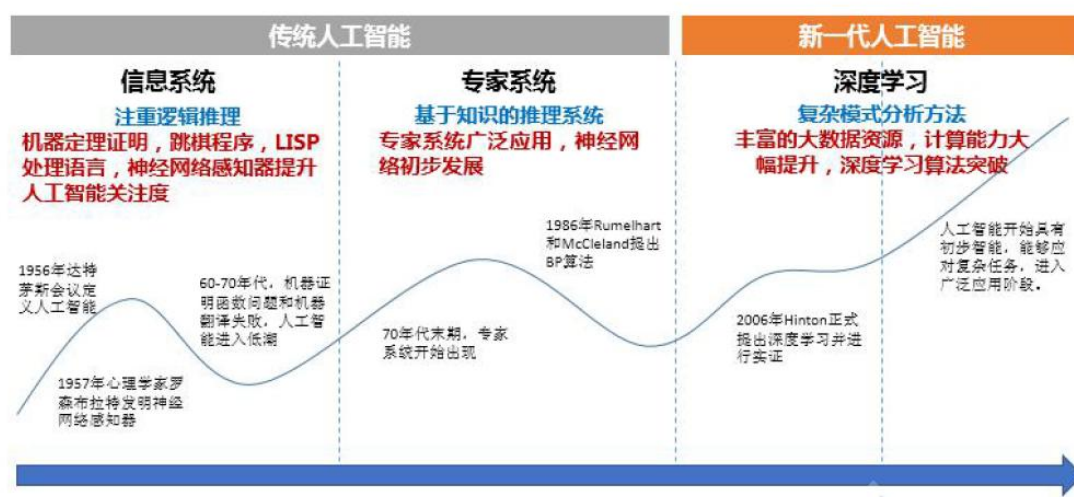 传统人工智能
新一代人工智能
信息系统
注重逻辑推理
机器定理证明，跳棋程序，LISP
处理语言，神经网络感知器提升
人工智能关注度
专家系统
基于知识的推理系统
专家系统广泛应用，神经网
络初步发展
深度学习
复杂模式分析方法
丰富的大数据资源，计算能力大
幅提升，深度学习算法突破
1956年达特
茅斯会议定
义人工智能
1957年心理学家罗
森布拉特发明神经
网络感知器
60-70年代，机器证
明函数问题和机器
翻译失败，人工智
能进入低潮
70年代末期，专家
系统开始出现
1986年Rumelhart
和McCleland提出
BP算法
2006年Hinton正式
提出深度学习并进
行实证
人工智能开始具有
初步智能，能够应
对复杂任务，进入
广泛应用阶段。